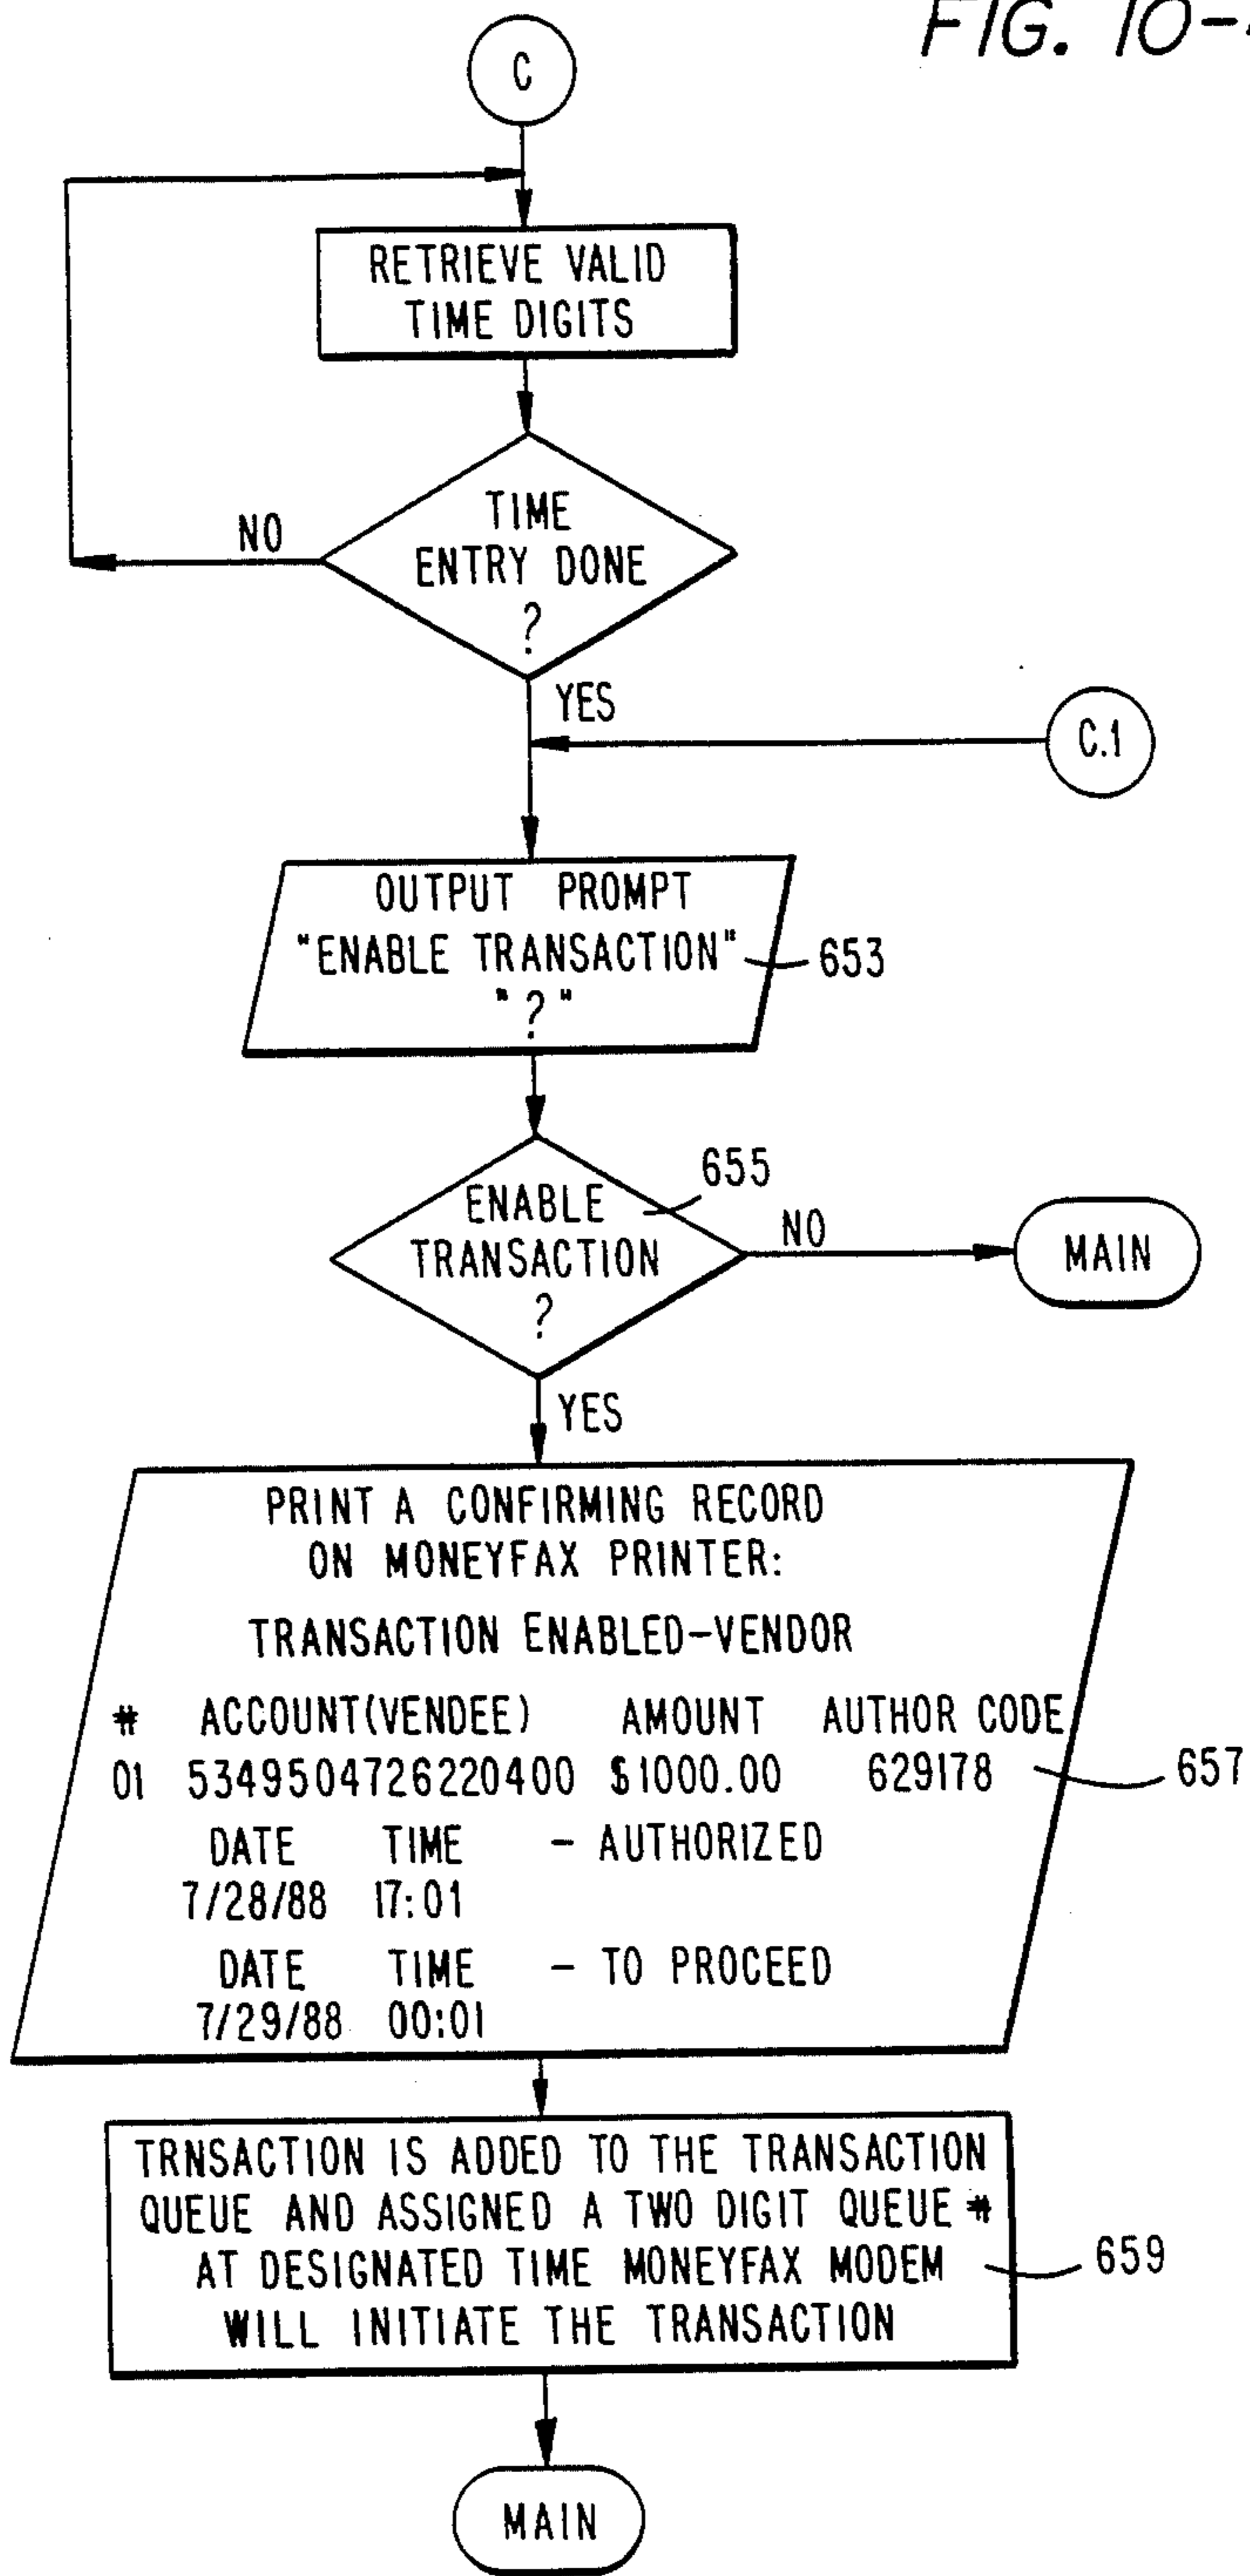 FIG. 10-
C
RETRIEVE VALID
TIME DIGITS
TIME
ENTRY DONE
?
NO
YES
C.1
OUTPUT PROMPT
"ENABLE TRANSACTION"
"?"
653
655
ENABLE
TRANSACTION
?
NO
MAIN
YES
PRINT A CONFIRMING RECORD
ON MONEYFAX PRINTER:
TRANSACTION ENABLED-VENDOR
# ACCOUNT(VENDEE) AMOUNT AUTHOR CODE
01 5349504726220400 $1000.00 629178
657
DATE TIME - AUTHORIZED
7/28/88 17:01
DATE TIME - TO PROCEED
7/29/88 00:01
TRNSACTION IS ADDED TO THE TRANSACTION
QUEUE AND ASSIGNED A TWO DIGIT QUEUE #
AT DESIGNATED TIME MONEYFAX MODEM
WILL INITIATE THE TRANSACTION
659
MAIN